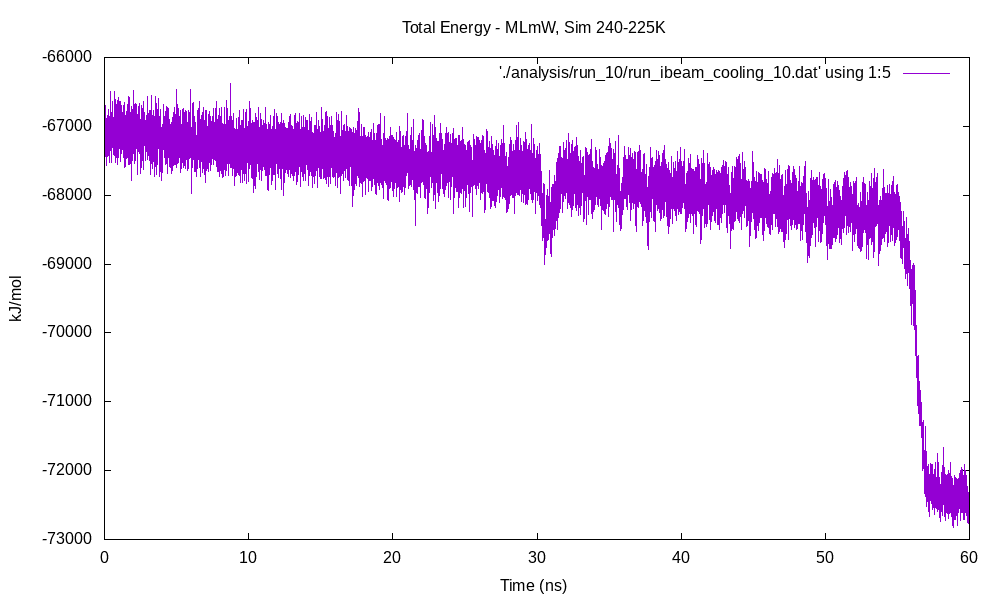 Total Energy - MLmW, Sim 240-225K
'./analysis/run_10/run_ibeam_cooling_10.dat' using 1:5
-66000
-67000
-68000
-69000
-70000
-71000
-72000
-73000
kJ/mol
0 10 20 30 40 50 60
Time (ns)